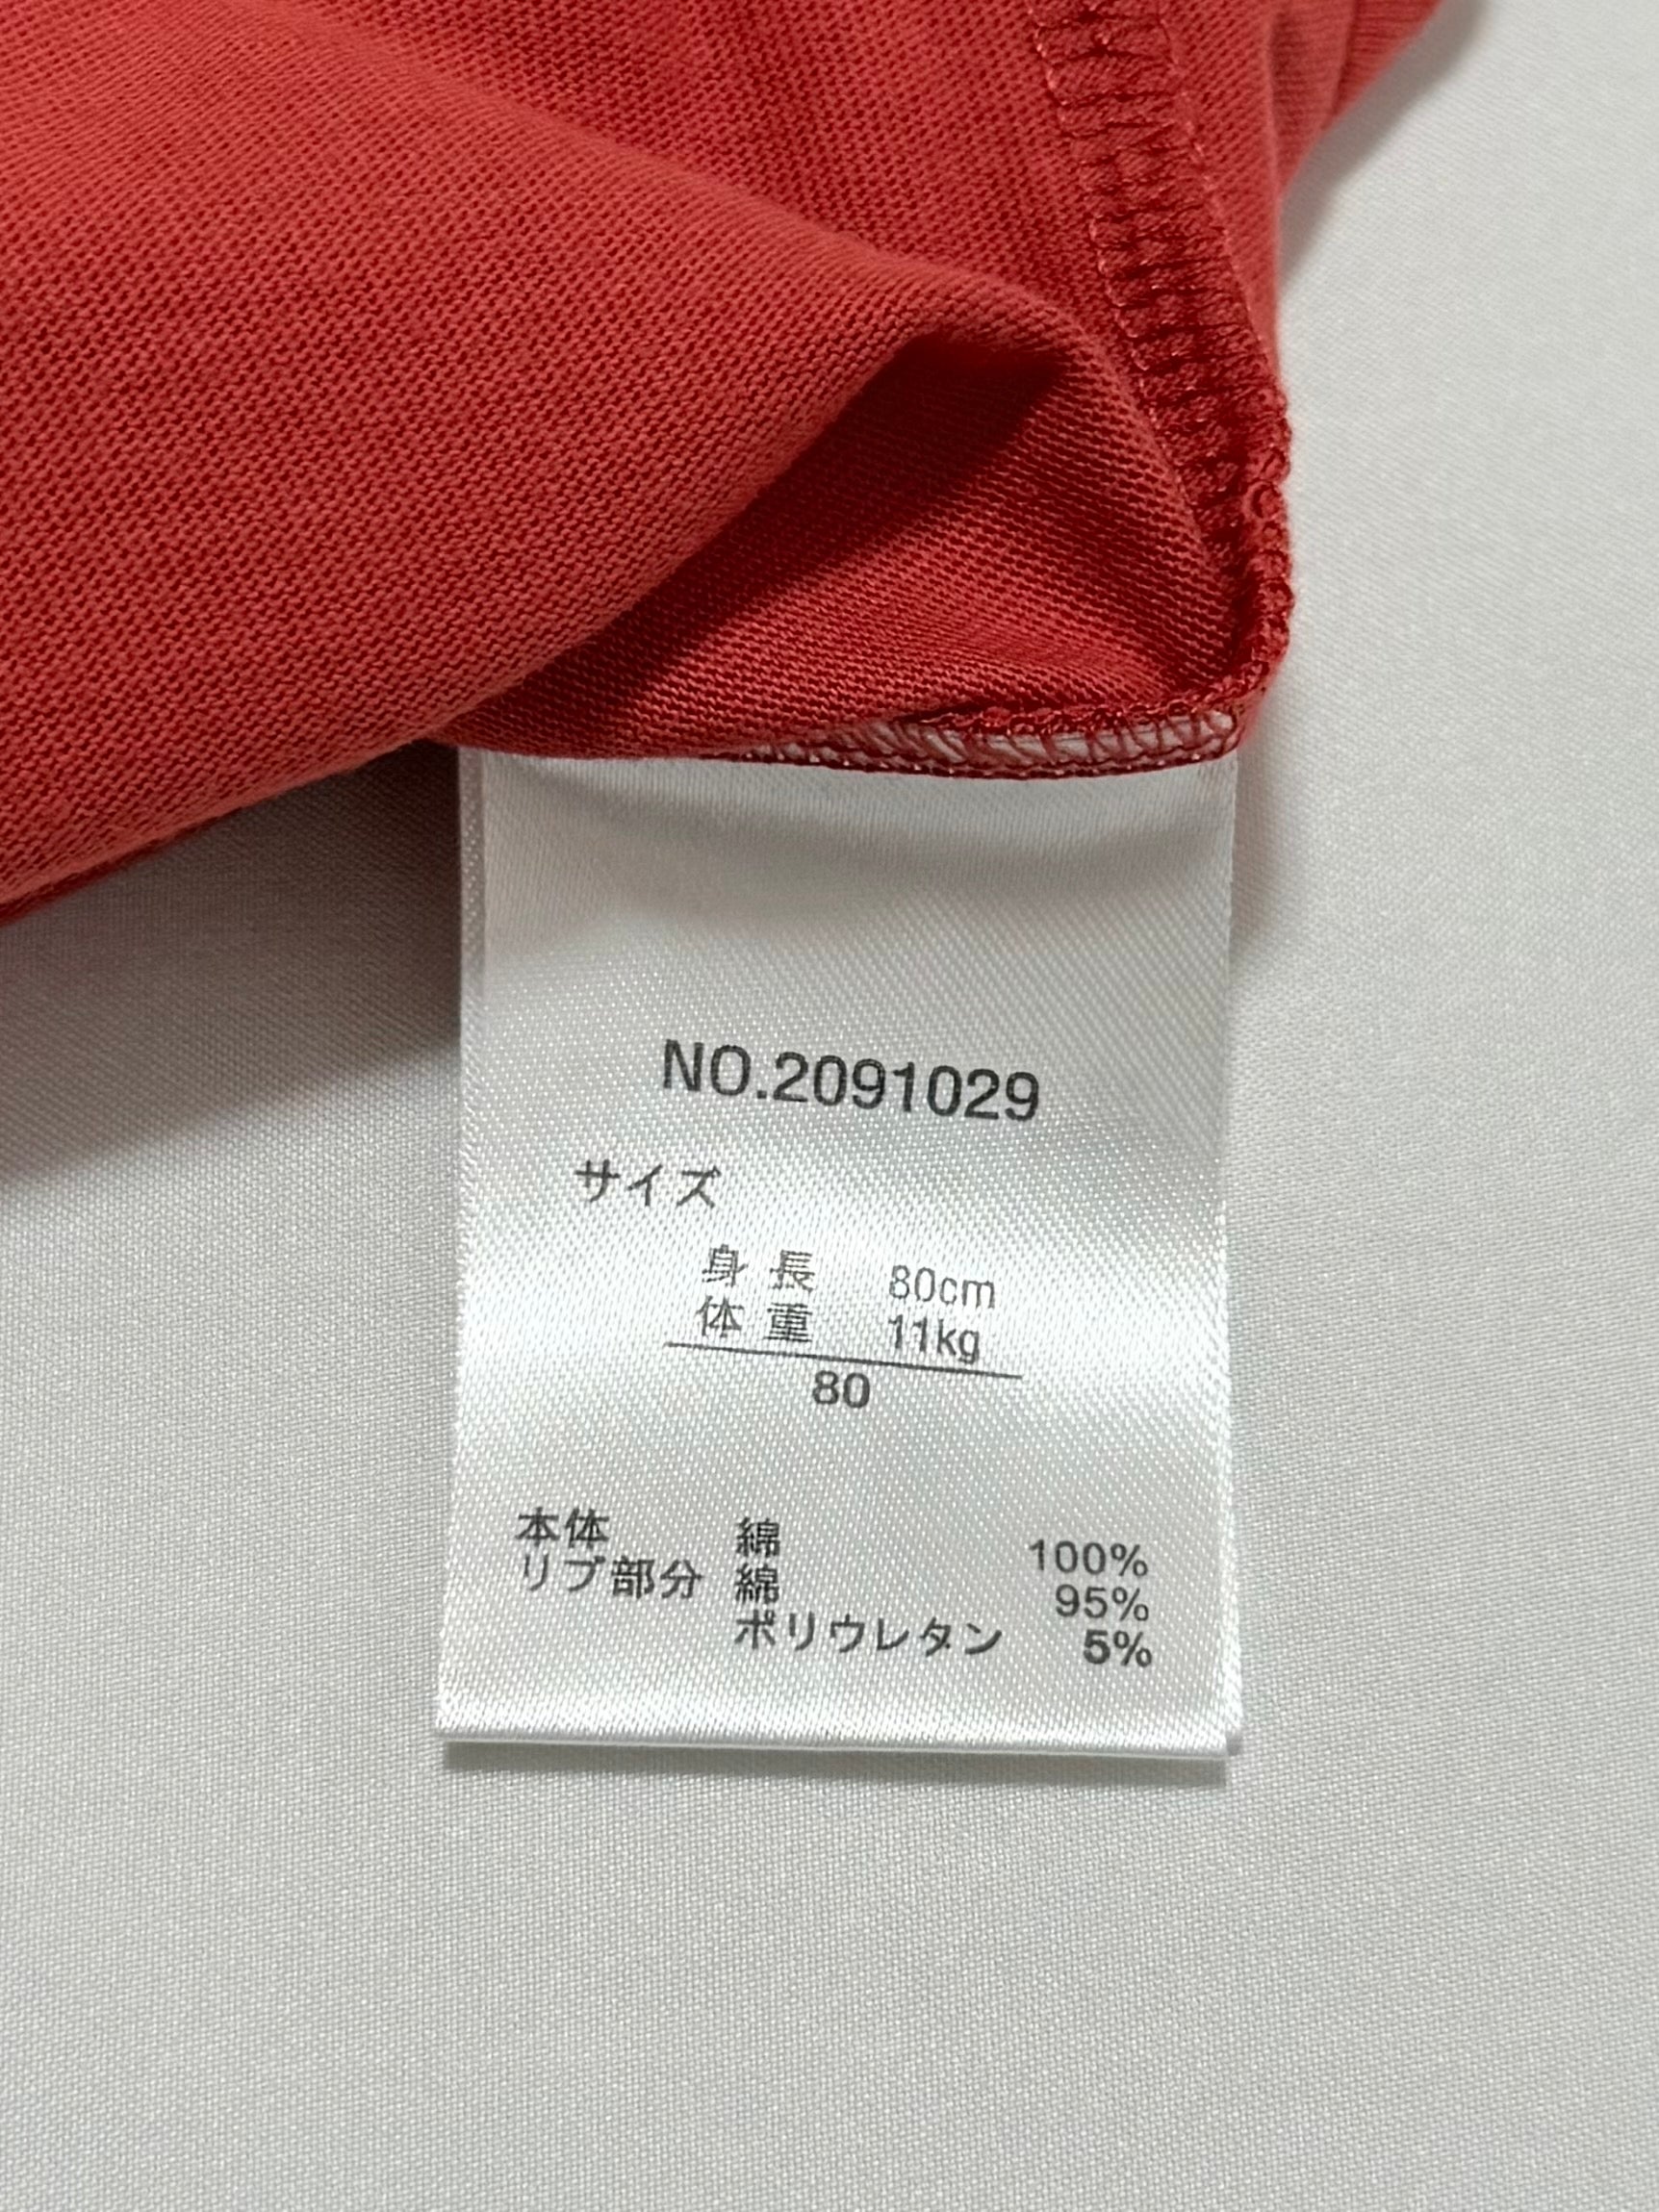 NO.2091029
サイズ
身長 80cm
体重 11kg
80
本体 綿 100%
リブ部分 綿 95%
ポリウレタン 5%